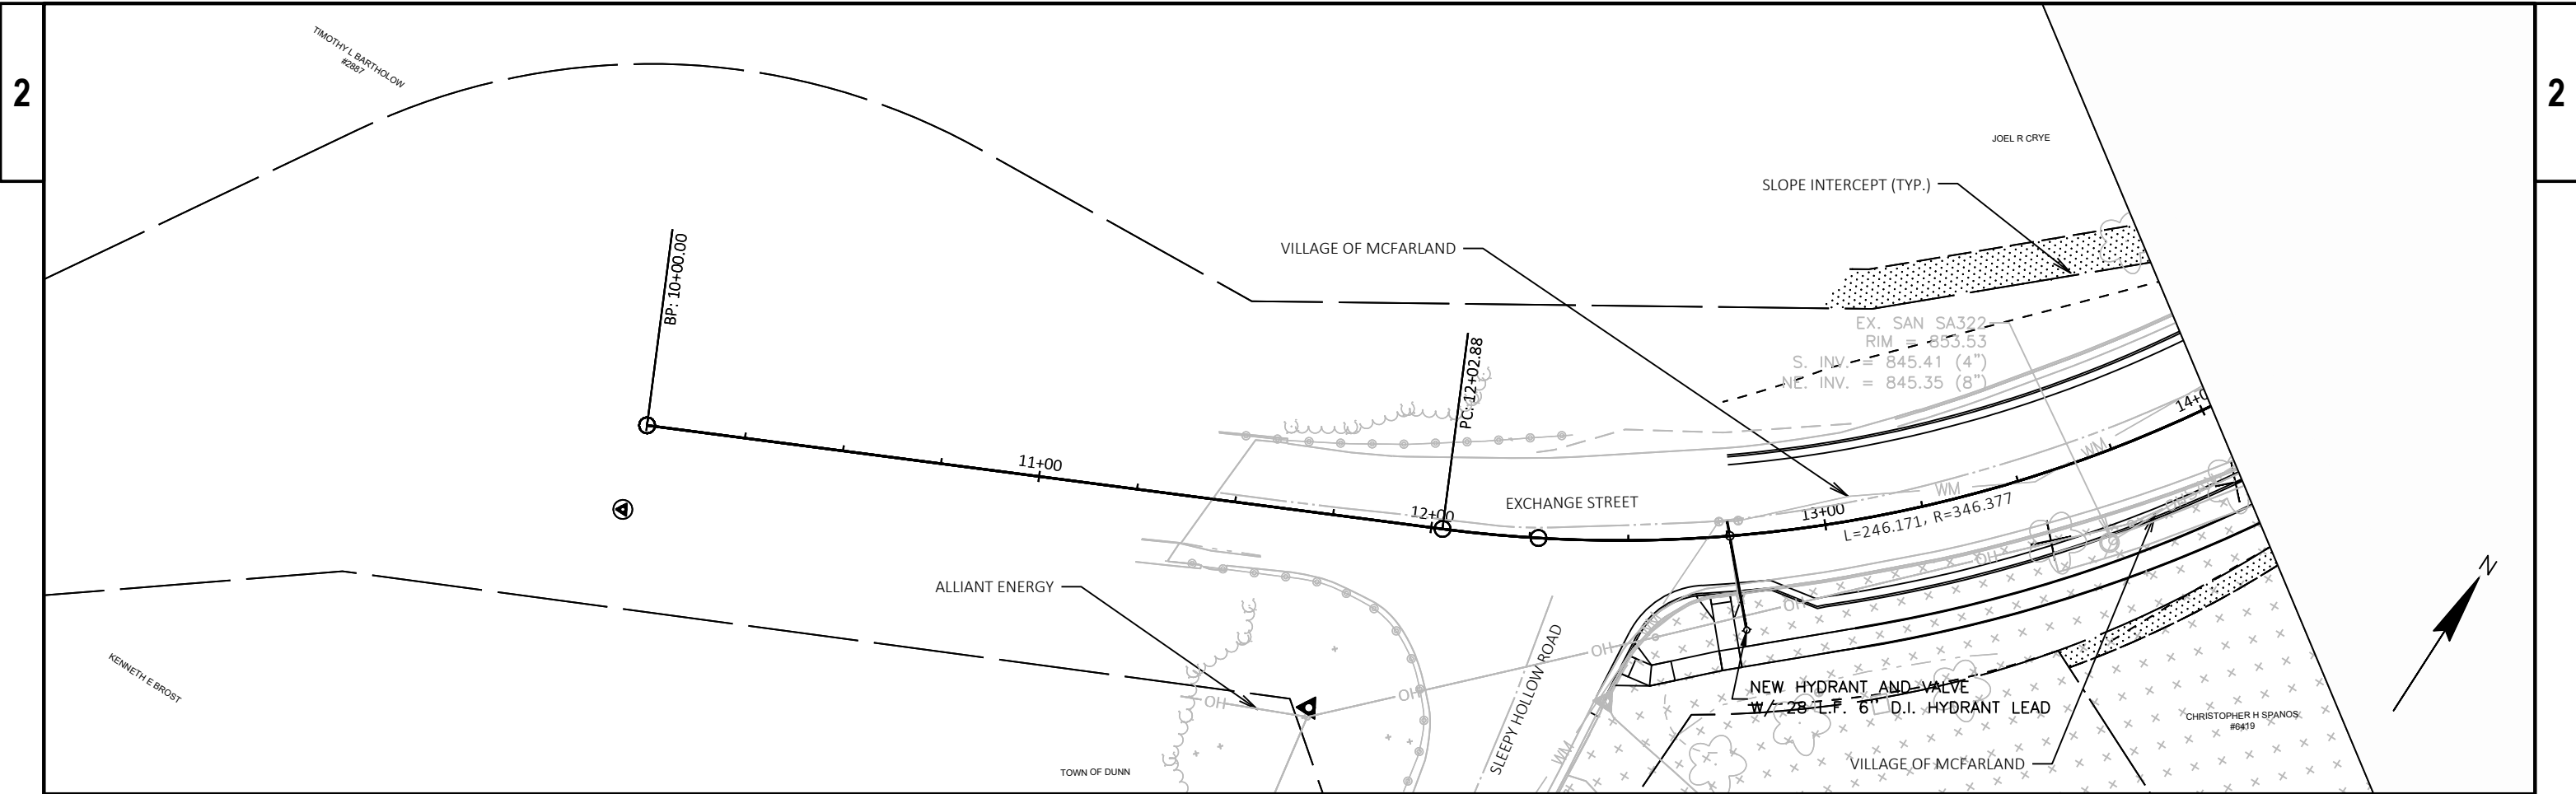 2
2
TIMOTHY L BARTHOLOW
#2887
JOEL R CRYE
SLOPE INTERCEPT (TYP.)
VILLAGE OF MCFARLAND
BP: 10+00.00
PC: 12+02.88
EX. SAN SA322
RIM = 853.53
S. INV. = 845.41 (4")
NE. INV. = 845.35 (8")
11+00
12+00
EXCHANGE STREET
13+00
L=246.171, R=346.377
14+0
WM
WM
OH
OH
OH
OH
OH
WM
ALLIANT ENERGY
SLEEPY HOLLOW ROAD
KENNETH E BROST
NEW HYDRANT AND VALVE
W/ 28 L.F. 6" D.I. HYDRANT LEAD
CHRISTOPHER H SPANOS
#6419
VILLAGE OF MCFARLAND
TOWN OF DUNN
N